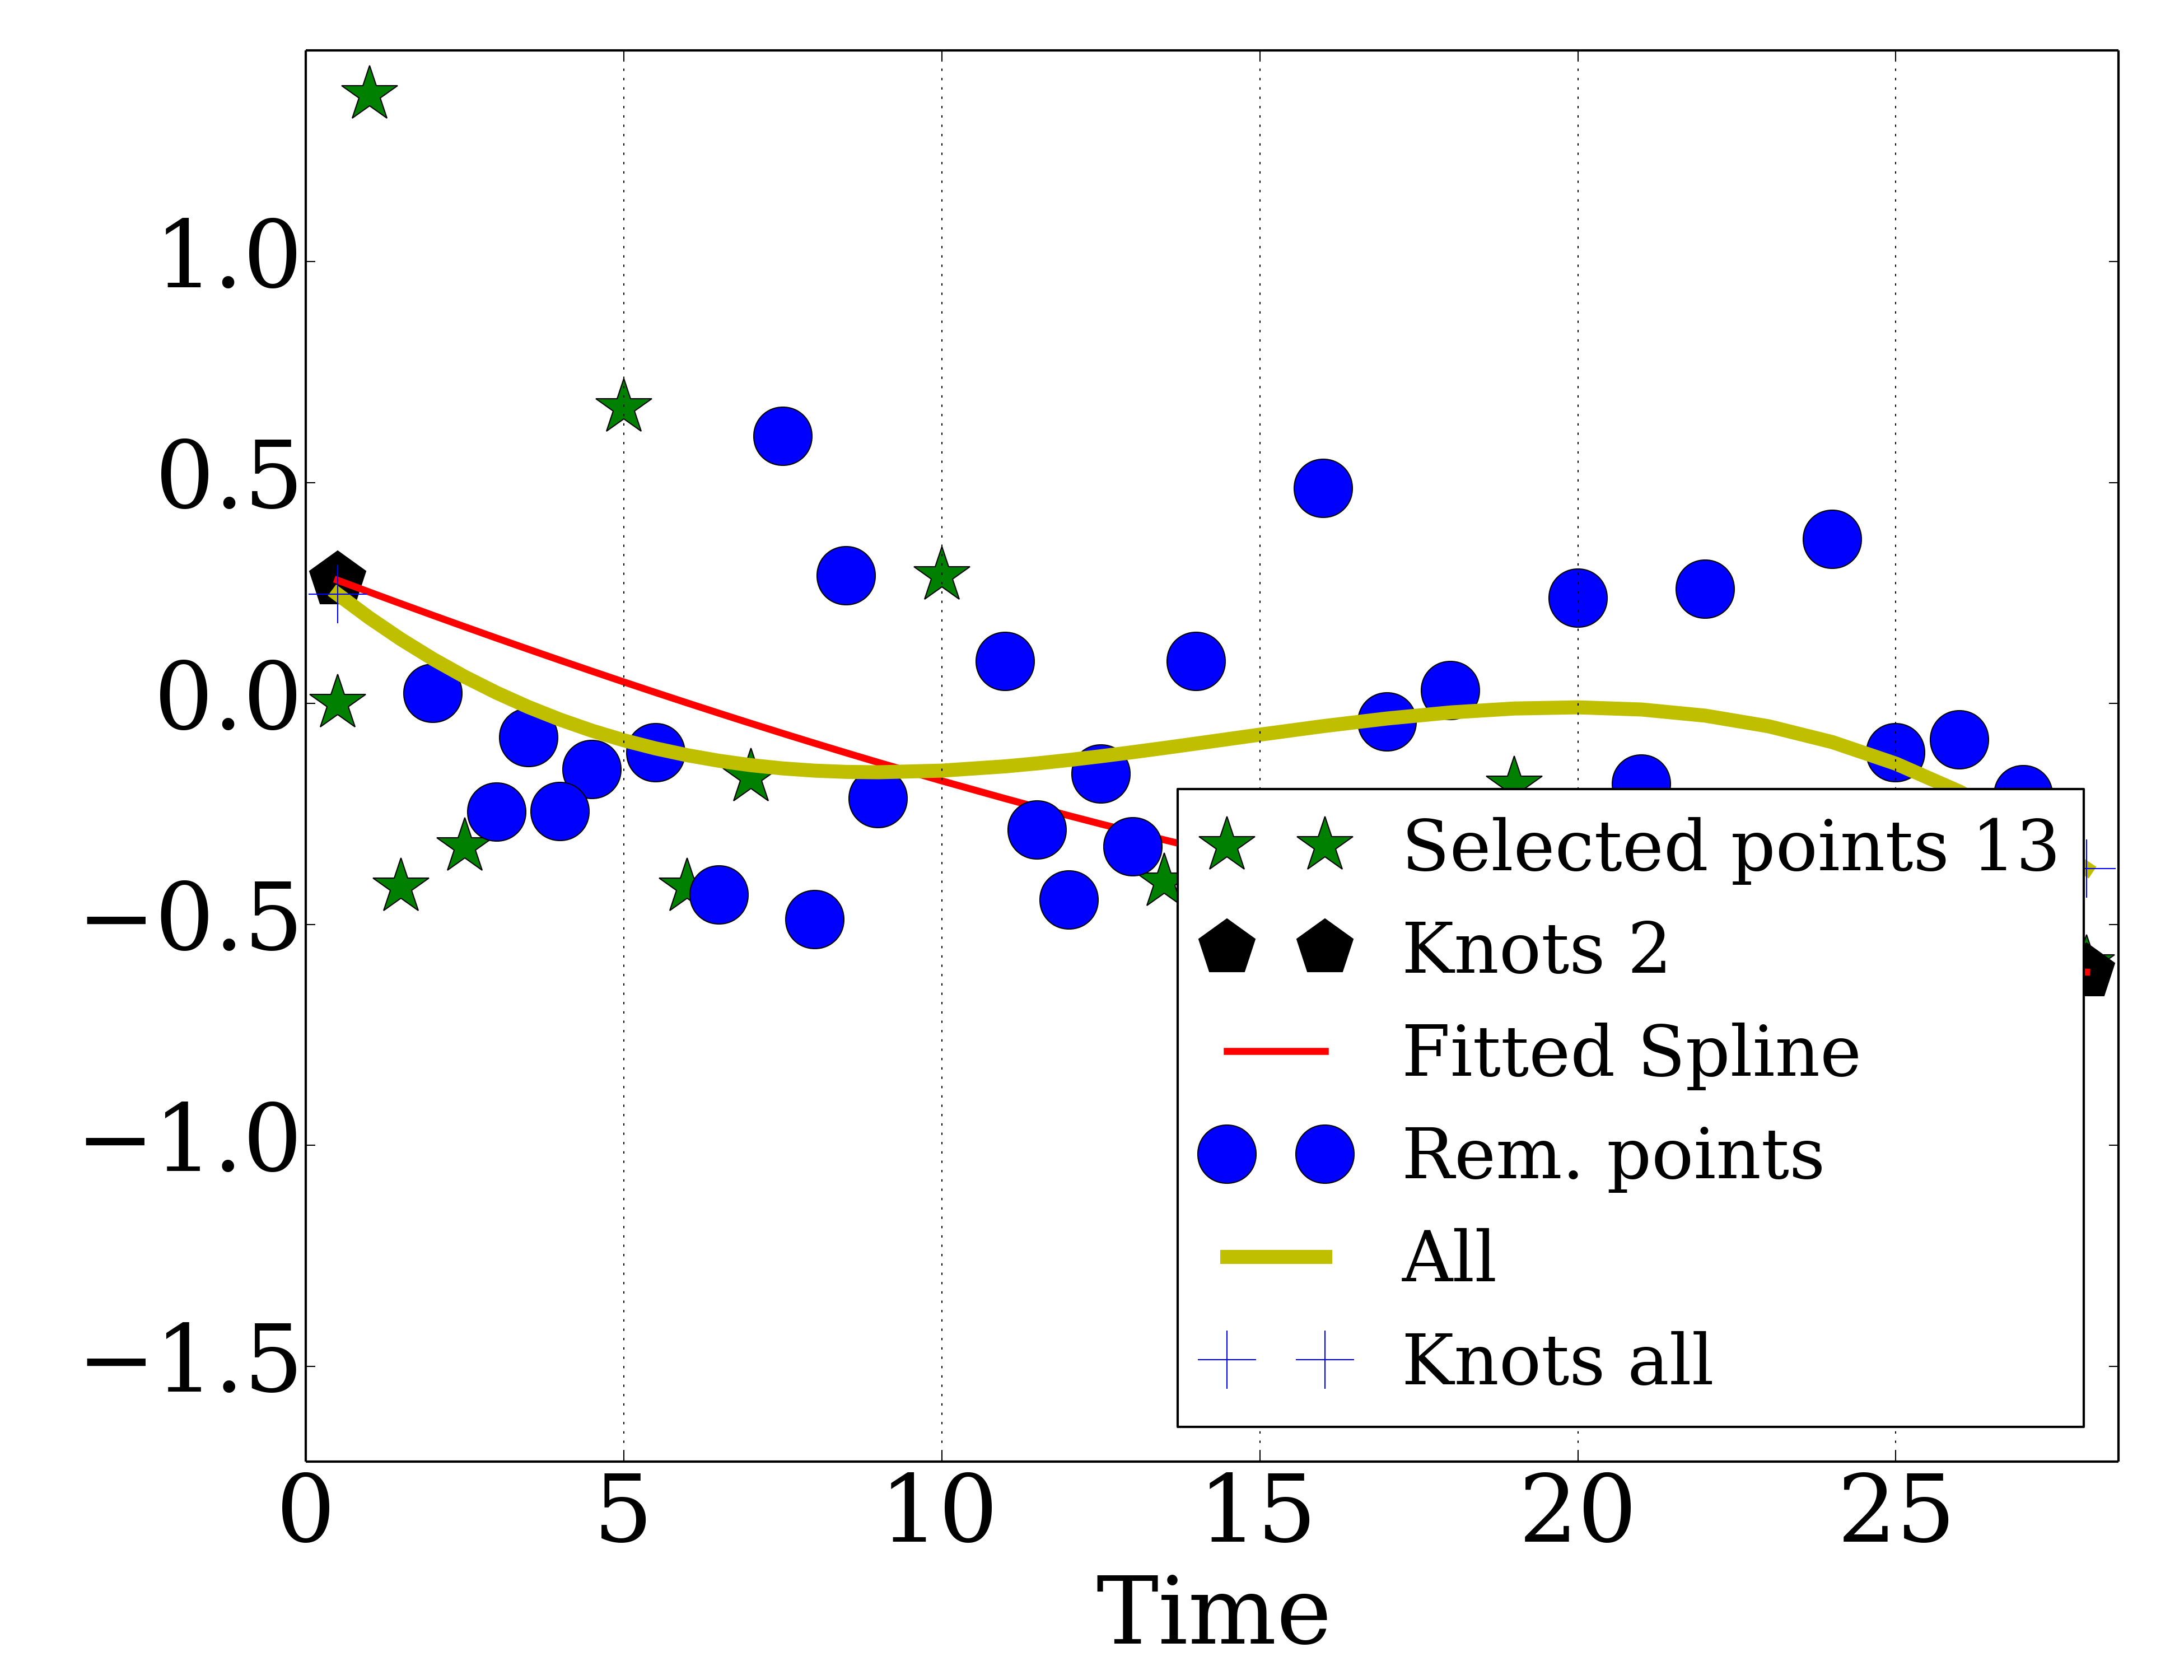 1.0
0.5
0.0
−0.5
−1.0
−1.5
Selected points 13
Knots 2
Fitted Spline
Rem. points
All
Knots all
0 5 10 15 20 25
Time